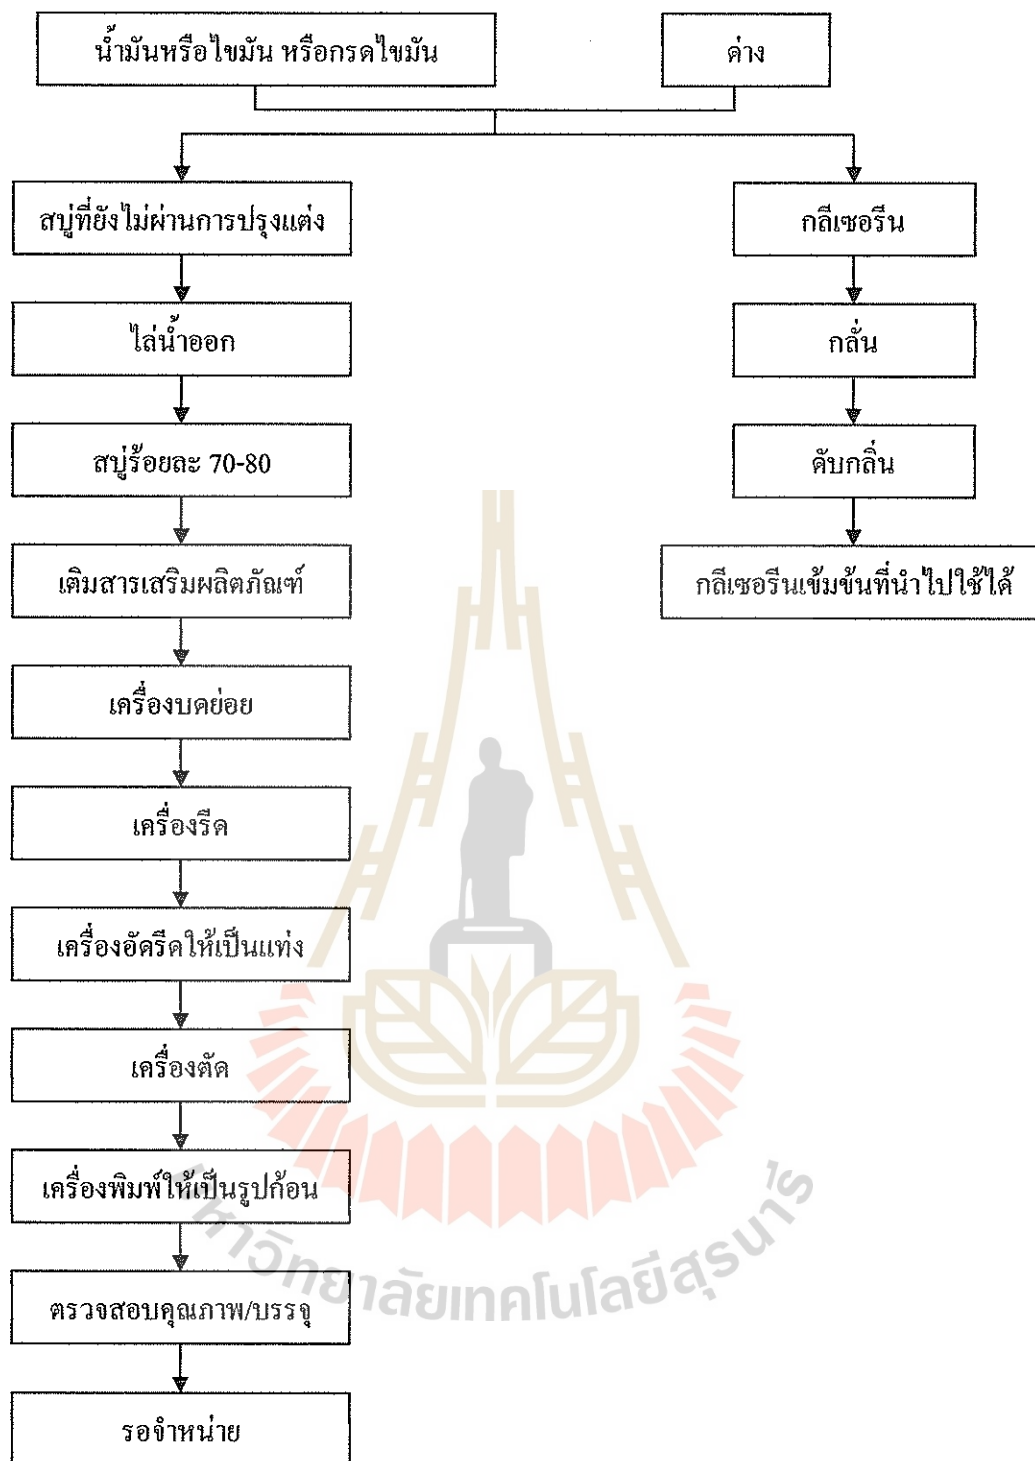 น้ำมันหรือไขมัน หรือกรดไขมัน
ด่าง
สบู่ที่ยังไม่ผ่านการปรุงแต่ง
กลีเซอรีน
ไล่น้ำออก
กลั่น
สบู่ร้อยละ 70-80
ดับกลิ่น
เติมสารเสริมผลิตภัณฑ์
กลีเซอรีนเข้มข้นที่นำไปใช้ได้
เครื่องบดย่อย
เครื่องรีด
เครื่องอัดรีดให้เป็นแท่ง
เครื่องตัด
เครื่องพิมพ์ให้เป็นรูปก้อน
มหาวิทยาลัยเทคโนโลยีสุรนารี
ตรวจสอบคุณภาพ/บรรจุ
รอจำหน่าย